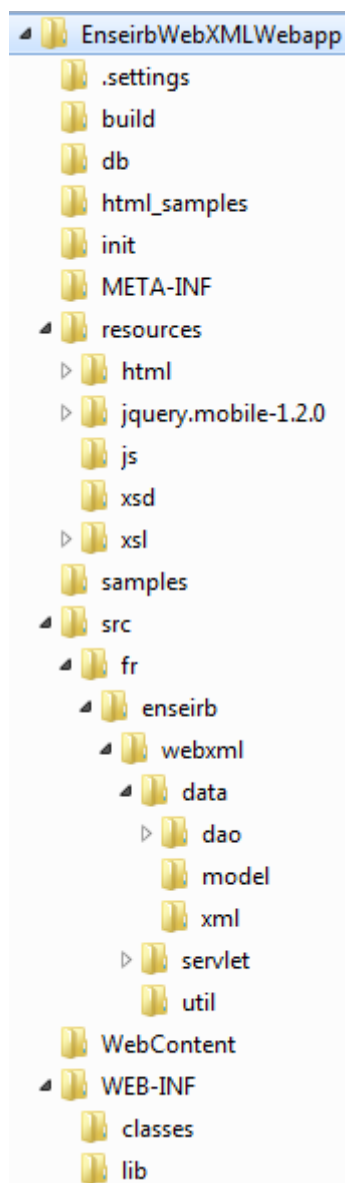 EnseirbWebXMLWebapp
.settings
build
db
html_samples
init
META-INF
resources
html
jquery.mobile-1.2.0
js
xsd
xsl
samples
src
fr
enseirb
webxml
data
dao
model
xml
servlet
util
WebContent
WEB-INF
classes
lib